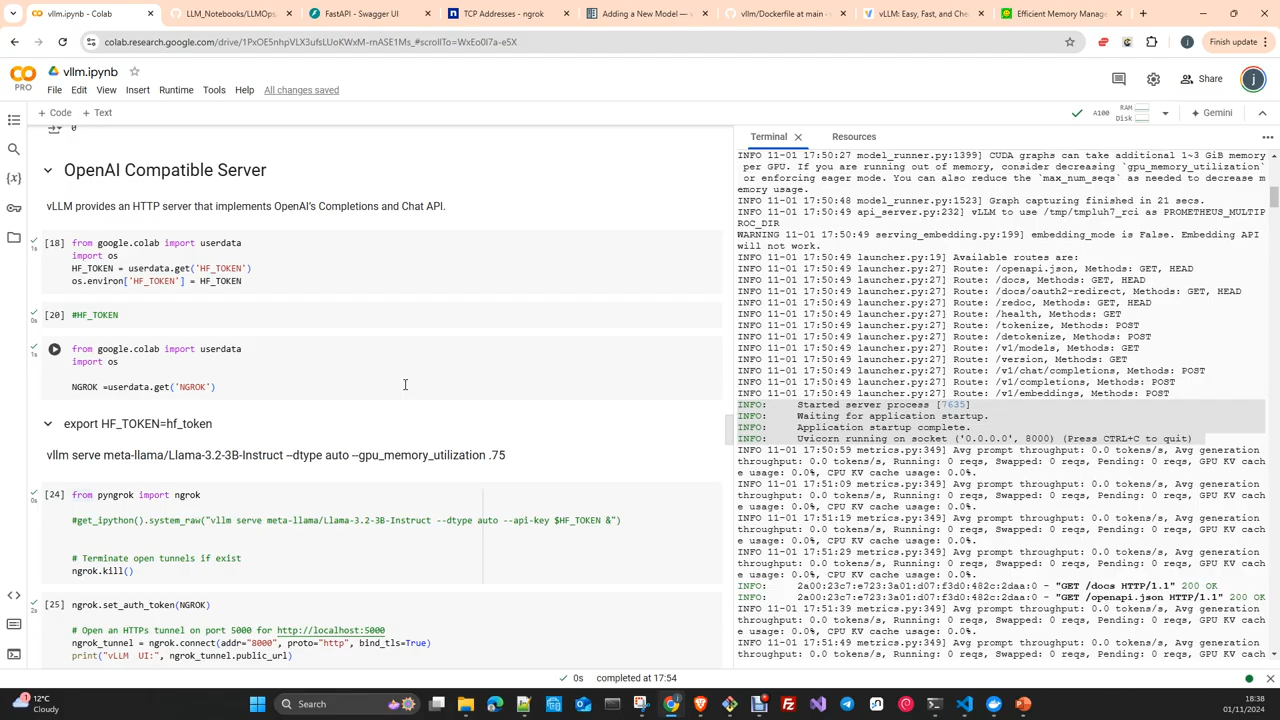 vllm.ipynb - Colab
LLM_Notebooks/LLMOps
FastAPI - Swagger UI
TCP Addresses - ngrok
Adding a New Model —
vllm/Dockerfile at main · v
vLLM: Easy, Fast, and Che
Efficient Memory Manage
colab.research.google.com/drive/1PxOE5nhpVLX3ufsLUoKWxM-rnASE1Ms_#scrollTo=WxEo0l7a-e5X
Finish update
CO
PRO
vllm.ipynb
File Edit View Insert Runtime Tools Help All changes saved
Share
j
+ Code + Text
A100 RAM Disk
Gemini
0
OpenAI Compatible Server
vLLM provides an HTTP server that implements OpenAI's Completions and Chat API.
[18] from google.colab import userdata
1s
import os
HF_TOKEN = userdata.get('HF_TOKEN')
os.environ['HF_TOKEN'] = HF_TOKEN
[20] #HF_TOKEN
0s
from google.colab import userdata
1s
import os
NGROK =userdata.get('NGROK')
export HF_TOKEN=hf_token
vllm serve meta-llama/Llama-3.2-3B-Instruct --dtype auto --gpu_memory_utilization .75
[24] from pyngrok import ngrok
0s
#get_ipython().system_raw("vllm serve meta-llama/Llama-3.2-3B-Instruct --dtype auto --api-key $HF_TOKEN &")
# Terminate open tunnels if exist
ngrok.kill()
[25] ngrok.set_auth_token(NGROK)
2s
# Open an HTTPs tunnel on port 5000 for http://localhost:5000
ngrok_tunnel = ngrok.connect(addr="8000", proto="http", bind_tls=True)
print("vLLM UI:", ngrok_tunnel.public_url)
Terminal Resources
INFO 11-01 17:50:27 model_runner.py:1399] CUDA graphs can take additional 1~3 GiB memory
per GPU. If you are running out of memory, consider decreasing `gpu_memory_utilization`
or enforcing eager mode. You can also reduce the `max_num_seqs` as needed to decrease m
emory usage.
INFO 11-01 17:50:48 model_runner.py:1523] Graph capturing finished in 21 secs.
INFO 11-01 17:50:49 api_server.py:232] vLLM to use /tmp/tmpluh7_rci as PROMETHEUS_MULTIP
ROC_DIR
WARNING 11-01 17:50:49 serving_embedding.py:199] embedding_mode is False. Embedding API
will not work.
INFO 11-01 17:50:49 launcher.py:19] Available routes are:
INFO 11-01 17:50:49 launcher.py:27] Route: /openapi.json, Methods: GET, HEAD
INFO 11-01 17:50:49 launcher.py:27] Route: /docs, Methods: GET, HEAD
INFO 11-01 17:50:49 launcher.py:27] Route: /docs/oauth2-redirect, Methods: GET, HEAD
INFO 11-01 17:50:49 launcher.py:27] Route: /redoc, Methods: GET, HEAD
INFO 11-01 17:50:49 launcher.py:27] Route: /health, Methods: GET
INFO 11-01 17:50:49 launcher.py:27] Route: /tokenize, Methods: POST
INFO 11-01 17:50:49 launcher.py:27] Route: /detokenize, Methods: POST
INFO 11-01 17:50:49 launcher.py:27] Route: /v1/models, Methods: GET
INFO 11-01 17:50:49 launcher.py:27] Route: /version, Methods: GET
INFO 11-01 17:50:49 launcher.py:27] Route: /v1/chat/completions, Methods: POST
INFO 11-01 17:50:49 launcher.py:27] Route: /v1/completions, Methods: POST
INFO 11-01 17:50:49 launcher.py:27] Route: /v1/embeddings, Methods: POST
INFO: Started server process [7635]
INFO: Waiting for application startup.
INFO: Application startup complete.
INFO: Uvicorn running on socket ('0.0.0.0', 8000) (Press CTRL+C to quit)
INFO 11-01 17:50:59 metrics.py:349] Avg prompt throughput: 0.0 tokens/s, Avg generation
throughput: 0.0 tokens/s, Running: 0 reqs, Swapped: 0 reqs, Pending: 0 reqs, GPU KV cach
e usage: 0.0%, CPU KV cache usage: 0.0%.
INFO 11-01 17:51:09 metrics.py:349] Avg prompt throughput: 0.0 tokens/s, Avg generation
throughput: 0.0 tokens/s, Running: 0 reqs, Swapped: 0 reqs, Pending: 0 reqs, GPU KV cach
e usage: 0.0%, CPU KV cache usage: 0.0%.
INFO 11-01 17:51:19 metrics.py:349] Avg prompt throughput: 0.0 tokens/s, Avg generation
throughput: 0.0 tokens/s, Running: 0 reqs, Swapped: 0 reqs, Pending: 0 reqs, GPU KV cach
e usage: 0.0%, CPU KV cache usage: 0.0%.
INFO 11-01 17:51:29 metrics.py:349] Avg prompt throughput: 0.0 tokens/s, Avg generation
throughput: 0.0 tokens/s, Running: 0 reqs, Swapped: 0 reqs, Pending: 0 reqs, GPU KV cach
e usage: 0.0%, CPU KV cache usage: 0.0%.
INFO: 2a00:23c7:e723:3a01:d07:f3d0:482c:2daa:0 - "GET /docs HTTP/1.1" 200 OK
INFO: 2a00:23c7:e723:3a01:d07:f3d0:482c:2daa:0 - "GET /openapi.json HTTP/1.1" 200 OK
INFO 11-01 17:51:39 metrics.py:349] Avg prompt throughput: 0.0 tokens/s, Avg generation
throughput: 0.0 tokens/s, Running: 0 reqs, Swapped: 0 reqs, Pending: 0 reqs, GPU KV cach
e usage: 0.0%, CPU KV cache usage: 0.0%.
INFO 11-01 17:51:49 metrics.py:349] Avg prompt throughput: 0.0 tokens/s, Avg generation
throughput: 0.0 tokens/s, Running: 0 reqs, Swapped: 0 reqs, Pending: 0 reqs, GPU KV cach
0s completed at 17:54
12°C
Cloudy
Search
18:38
01/11/2024